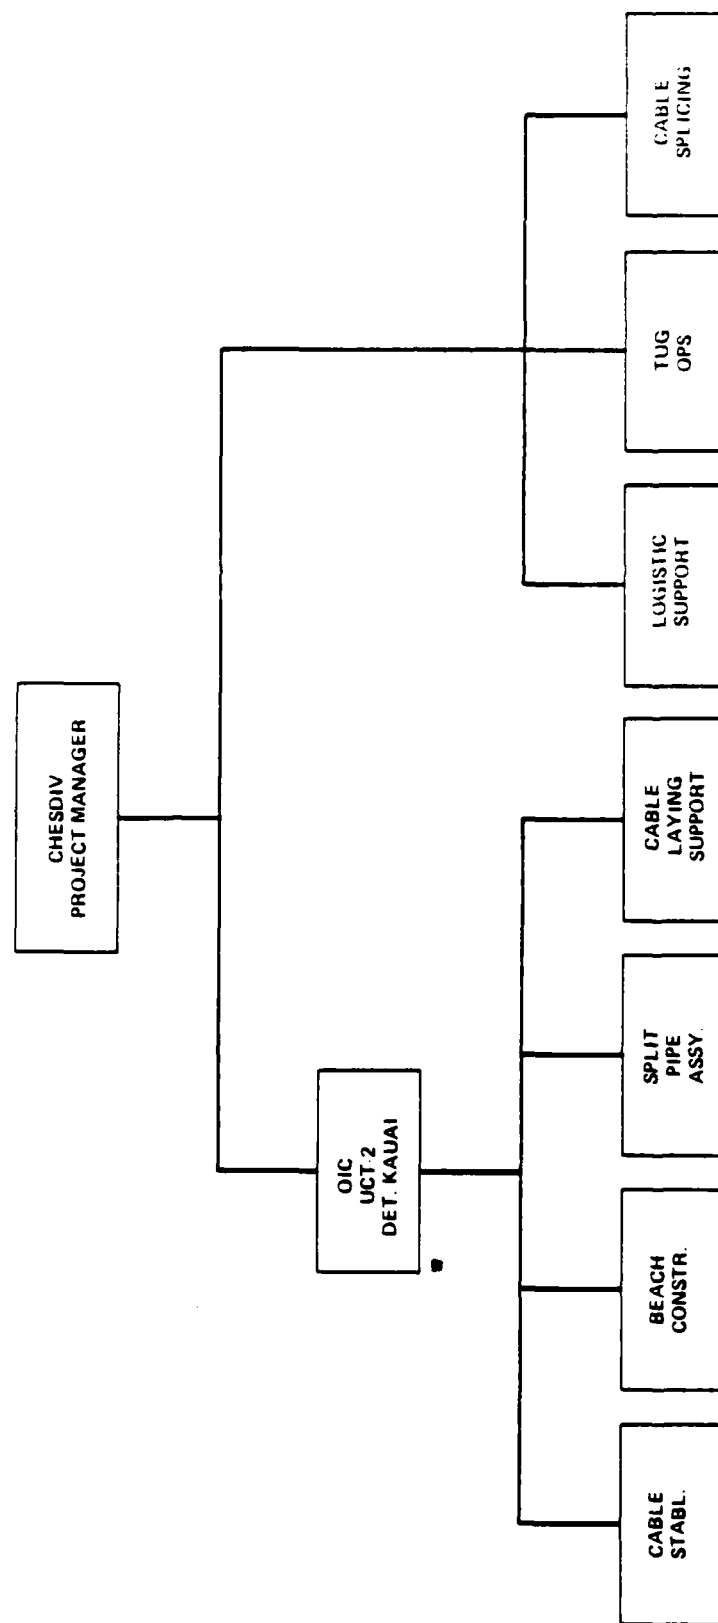 CHESDIV
PROJECT MANAGER
OIC
UCT-2
DET. KAUAI
CABLE
STABL.
BEACH
CONSTR.
SPLIT
PIPE
ASSY.
CABLE
LAYING
SUPPORT
LOGISTIC
SUPPORT
TUG
OPS
CABLE
SPLICING